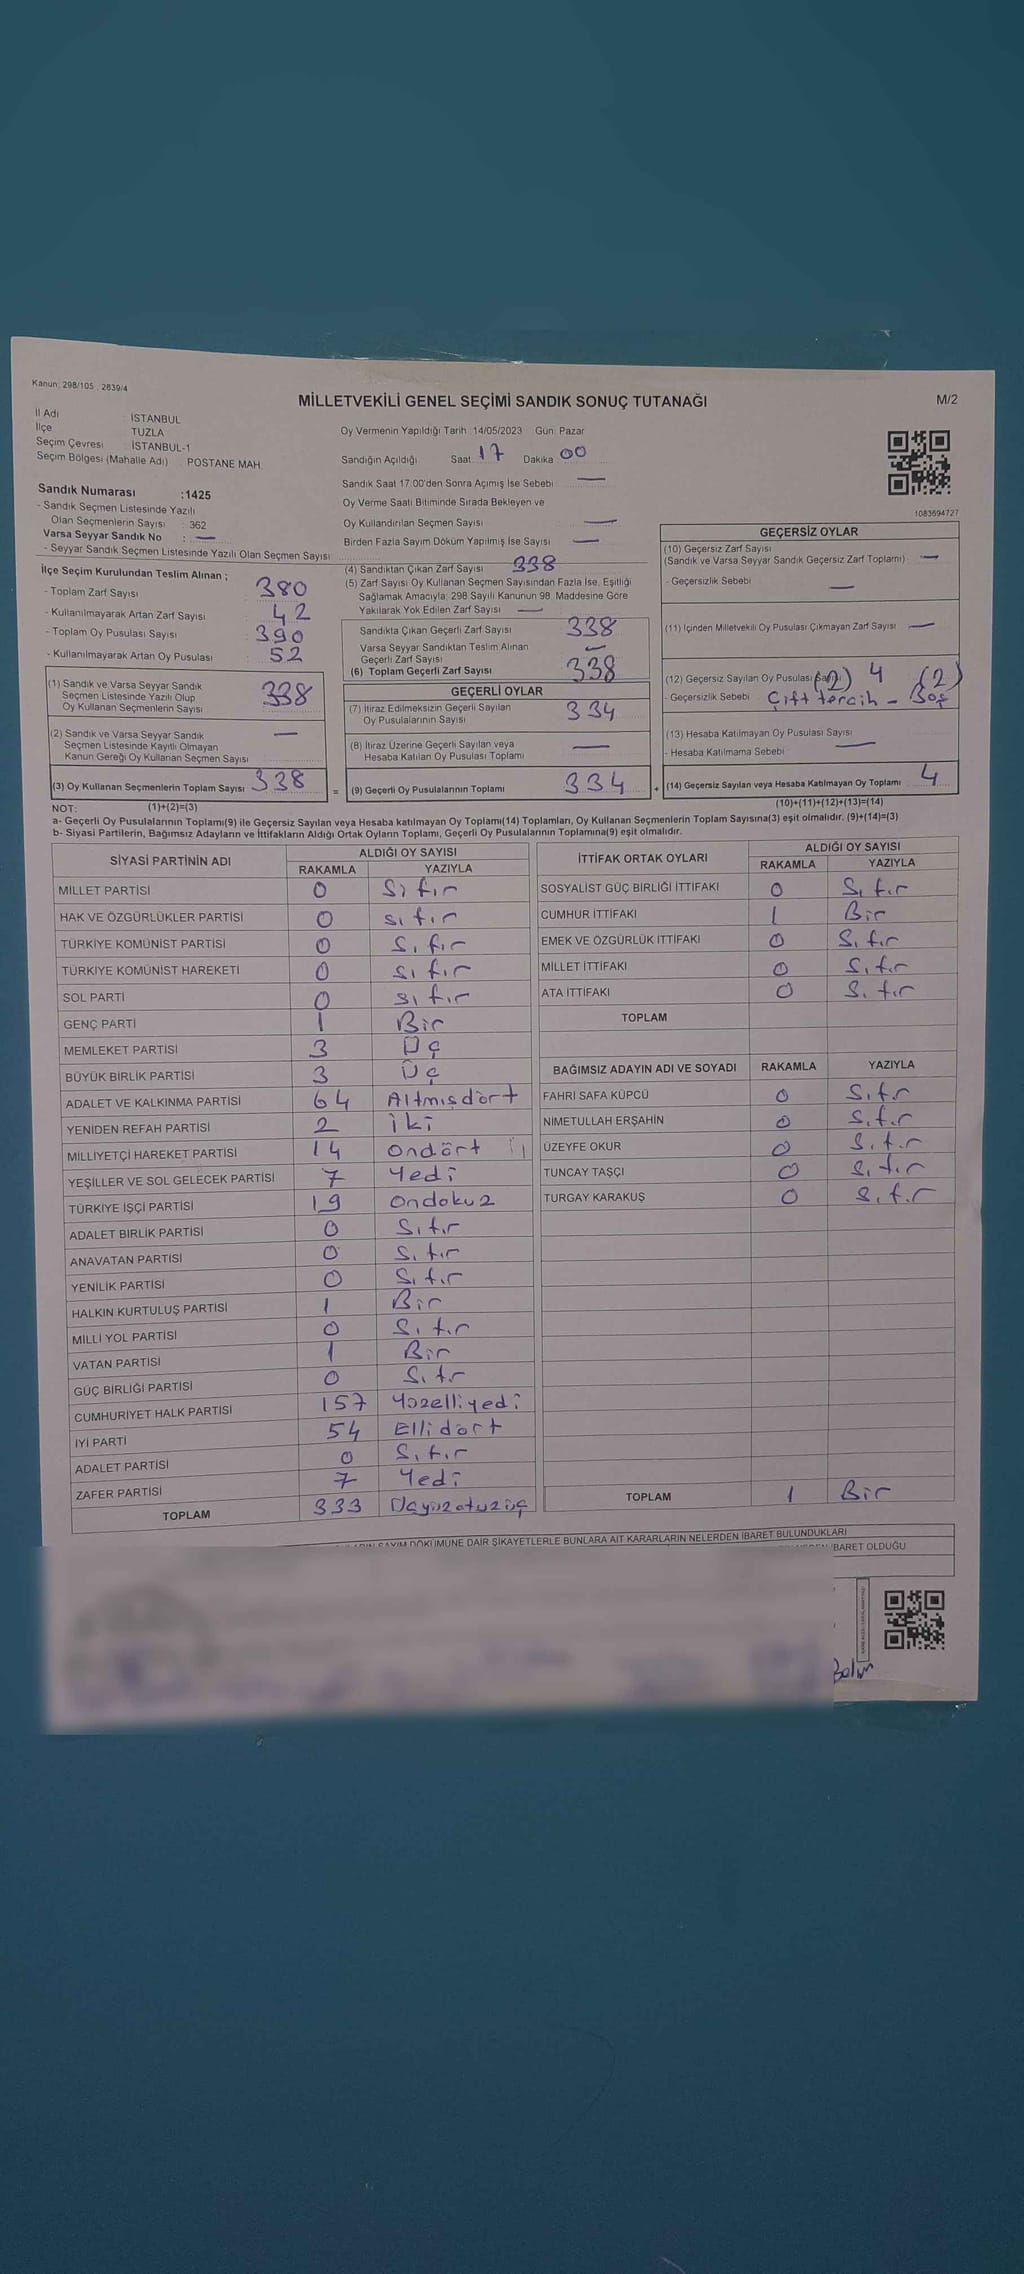 Kanun: 298/105 , 2839/4
MİLLETVEKİLİ GENEL SEÇİMİ SANDIK SONUÇ TUTANAĞI
M/2
İl Adı : İSTANBUL
İlçe : TUZLA
Seçim Çevresi : İSTANBUL-1
Seçim Bölgesi (Mahalle Adı) : POSTANE MAH.
Oy Vermenin Yapıldığı Tarih :14/05/2023 Gün: Pazar
Sandığın Açıldığı Saat: 17 Dakika: 00
Sandık Saat 17.00'den Sonra Açımış İse Sebebi : —
Oy Verme Saati Bitiminde Sırada Bekleyen ve
Oy Kullandırılan Seçmen Sayısı —
Birden Fazla Sayım Döküm Yapılmış İse Sayısı —
1083694727
Sandık Numarası :1425
- Sandık Seçmen Listesinde Yazılı
Olan Seçmenlerin Sayısı : 362
Varsa Seyyar Sandık No : —
- Seyyar Sandık Seçmen Listesinde Yazılı Olan Seçmen Sayısı:
İlçe Seçim Kurulundan Teslim Alınan ;
- Toplam Zarf Sayısı : 380
- Kullanılmayarak Artan Zarf Sayısı : 42
- Toplam Oy Pusulası Sayısı : 390
- Kullanılmayarak Artan Oy Pusulası : 52
(1) Sandık ve Varsa Seyyar Sandık
Seçmen Listesinde Yazılı Olup
Oy Kullanan Seçmenlerin Sayısı 338
(2) Sandık ve Varsa Seyyar Sandık
Seçmen Listesinde Kayıtlı Olmayan
Kanun Gereği Oy Kullanan Seçmen Sayısı —
(3) Oy Kullanan Seçmenlerin Toplam Sayısı 338 =
(4) Sandıktan Çıkan Zarf Sayısı 338
(5) Zarf Sayısı Oy Kullanan Seçmen Sayısından Fazla İse, Eşitliği
Sağlamak Amacıyla; 298 Sayılı Kanunun 98. Maddesine Göre
Yakılarak Yok Edilen Zarf Sayısı —
Sandıkta Çıkan Geçerli Zarf Sayısı 338
Varsa Seyyar Sandıktan Teslim Alınan
Geçerli Zarf Sayısı —
(6) Toplam Geçerli Zarf Sayısı 338
GEÇERLİ OYLAR
(7) İtiraz Edilmeksizin Geçerli Sayılan
Oy Pusulalarının Sayısı 334
(8) İtiraz Üzerine Geçerli Sayılan veya
Hesaba Katılan Oy Pusulası Toplamı —
(9) Geçerli Oy Pusulalarının Toplamı 334 +
GEÇERSİZ OYLAR
(10) Geçersiz Zarf Sayısı
(Sandık ve Varsa Seyyar Sandık Geçersiz Zarf Toplamı) —
- Geçersizlik Sebebi —
(11) İçinden Milletvekili Oy Pusulası Çıkmayan Zarf Sayısı —
(12) Geçersiz Sayılan Oy Pusulası Sayısı (2) 4 (2)
- Geçersizlik Sebebi Çift tercih - Boş
(13) Hesaba Katılmayan Oy Pusulası Sayısı —
- Hesaba Katılmama Sebebi
(14) Geçersiz Sayılan veya Hesaba Katılmayan Oy Toplamı 4
NOT: (1)+(2)=(3)
(10)+(11)+(12)+(13)=(14)
a- Geçerli Oy Pusulalarının Toplamı(9) ile Geçersiz Sayılan veya Hesaba katılmayan Oy Toplamı(14) Toplamları, Oy Kullanan Seçmenlerin Toplam Sayısına(3) eşit olmalıdır. (9)+(14)=(3)
b- Siyasi Partilerin, Bağımsız Adayların ve İttifakların Aldığı Ortak Oyların Toplamı, Geçerli Oy Pusulalarının Toplamına(9) eşit olmalıdır.
SİYASİ PARTİNİN ADI
ALDIĞI OY SAYISI
RAKAMLA YAZIYLA
MİLLET PARTİSİ 0 Sıfır
HAK VE ÖZGÜRLÜKLER PARTİSİ 0 sıfır
TÜRKİYE KOMÜNİST PARTİSİ 0 Sıfır
TÜRKİYE KOMÜNİST HAREKETİ 0 sıfır
SOL PARTİ 0 sıfır
GENÇ PARTİ 1 Bir
MEMLEKET PARTİSİ 3 Üç
BÜYÜK BİRLİK PARTİSİ 3 Üç
ADALET VE KALKINMA PARTİSİ 64 Altmışdört
YENİDEN REFAH PARTİSİ 2 iki
MİLLİYETÇİ HAREKET PARTİSİ 14 Ondört
YEŞİLLER VE SOL GELECEK PARTİSİ 7 Yedi
TÜRKİYE İŞÇİ PARTİSİ 19 Ondokuz
ADALET BİRLİK PARTİSİ 0 Sıfır
ANAVATAN PARTİSİ 0 Sıfır
YENİLİK PARTİSİ 0 Sıfır
HALKIN KURTULUŞ PARTİSİ 1 Bir
MİLLİ YOL PARTİSİ 0 Sıfır
VATAN PARTİSİ 1 Bir
GÜÇ BİRLİĞİ PARTİSİ 0 Sıfır
CUMHURİYET HALK PARTİSİ 157 Yüzelliyedi
İYİ PARTİ 54 Ellidört
ADALET PARTİSİ 0 Sıfır
ZAFER PARTİSİ 7 Yedi
TOPLAM 333 Üçyüzotuzüç
İTTİFAK ORTAK OYLARI
ALDIĞI OY SAYISI
RAKAMLA YAZIYLA
SOSYALİST GÜÇ BİRLİĞİ İTTİFAKI 0 Sıfır
CUMHUR İTTİFAKI 1 Bir
EMEK VE ÖZGÜRLÜK İTTİFAKI 0 Sıfır
MİLLET İTTİFAKI 0 Sıfır
ATA İTTİFAKI 0 Sıfır
TOPLAM
BAĞIMSIZ ADAYIN ADI VE SOYADI RAKAMLA YAZIYLA
FAHRİ SAFA KÜPCÜ 0 Sıfır
NİMETULLAH ERŞAHİN 0 Sıfır
ÜZEYFE OKUR 0 Sıfır
TUNCAY TAŞÇI 0 Sıfır
TURGAY KARAKUŞ 0 Sıfır
TOPLAM 1 Bir
SAYIM DÖKÜMÜNE DAİR ŞİKAYETLERLE BUNLARA AİT KARARLARIN NELERDEN İBARET BULUNDUKLARI
İBARET OLDUĞU